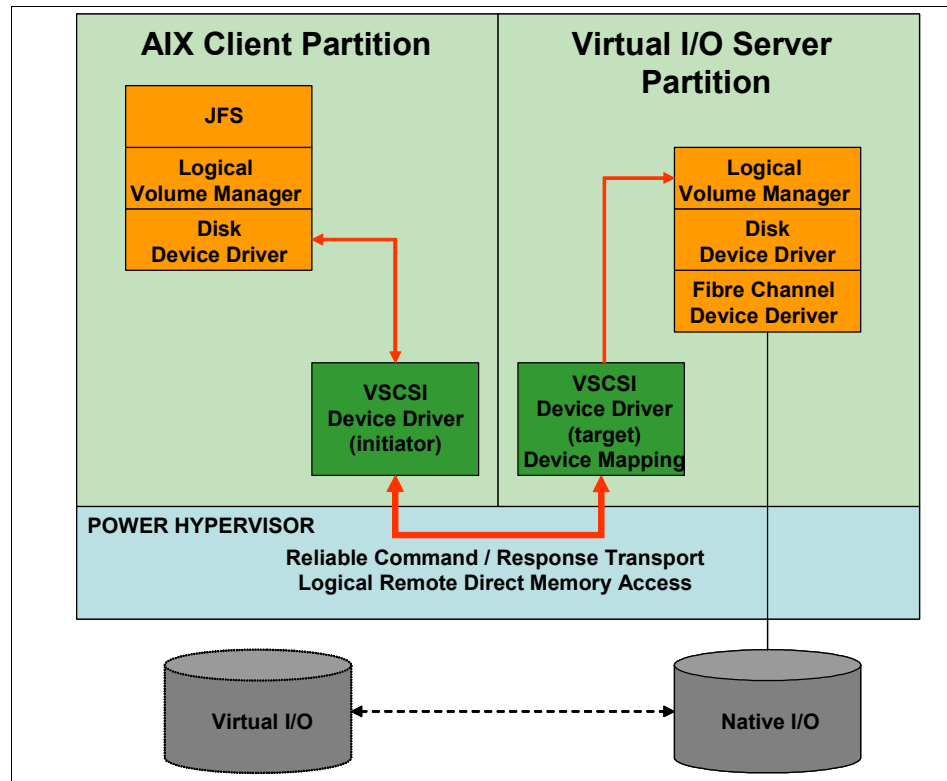 AIX Client Partition
JFS
Logical
Volume Manager
Disk
Device Driver
VSCSI
Device Driver
(initiator)
Virtual I/O Server
Partition
Logical
Volume Manager
Disk
Device Driver
Fibre Channel
Device Deriver
VSCSI
Device Driver
(target)
Device Mapping
POWER HYPERVISOR
Reliable Command / Response Transport
Logical Remote Direct Memory Access
Virtual I/O
Native I/O